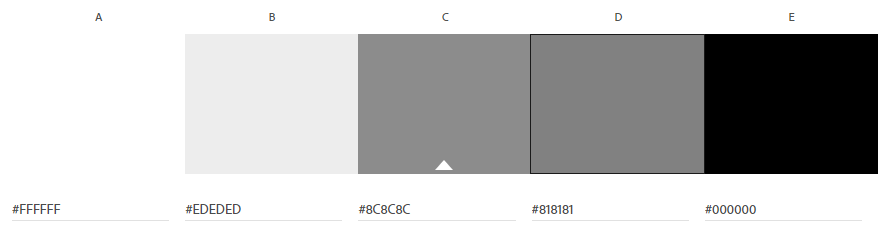 A B C D E
#FFFFFF #EDEDED #8C8C8C #818181 #000000